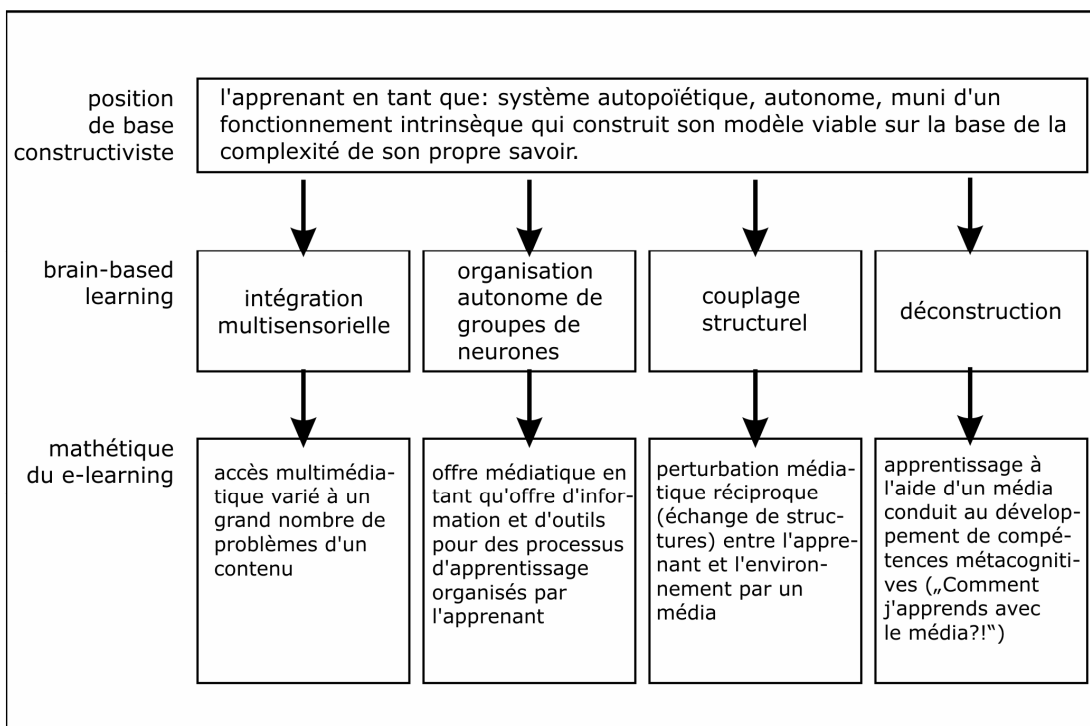 position
de base
constructiviste
l'apprenant en tant que: système autopoïétique, autonome, muni d'un
fonctionnement intrinsèque qui construit son modèle viable sur la base de la
complexité de son propre savoir.
brain-based
learning
intégration
multisensorielle
organisation
autonome de
groupes de
neurones
couplage
structurel
déconstruction
mathétique
du e-learning
accès multimédia-
tique varié à un
grand nombre de
problèmes d'un
contenu
offre médiatique en
tant qu'offre d'infor-
mation et d'outils
pour des processus
d'apprentissage
organisés par
l'apprenant
perturbation média-
tique réciproque
(échange de struc-
tures) entre l'appre-
nant et l'environ-
nement par un
média
apprentissage à
l'aide d'un média
conduit au dévelop-
pement de compé-
tences métacogniti-
ves („Comment
j'apprends avec
le média?!“)